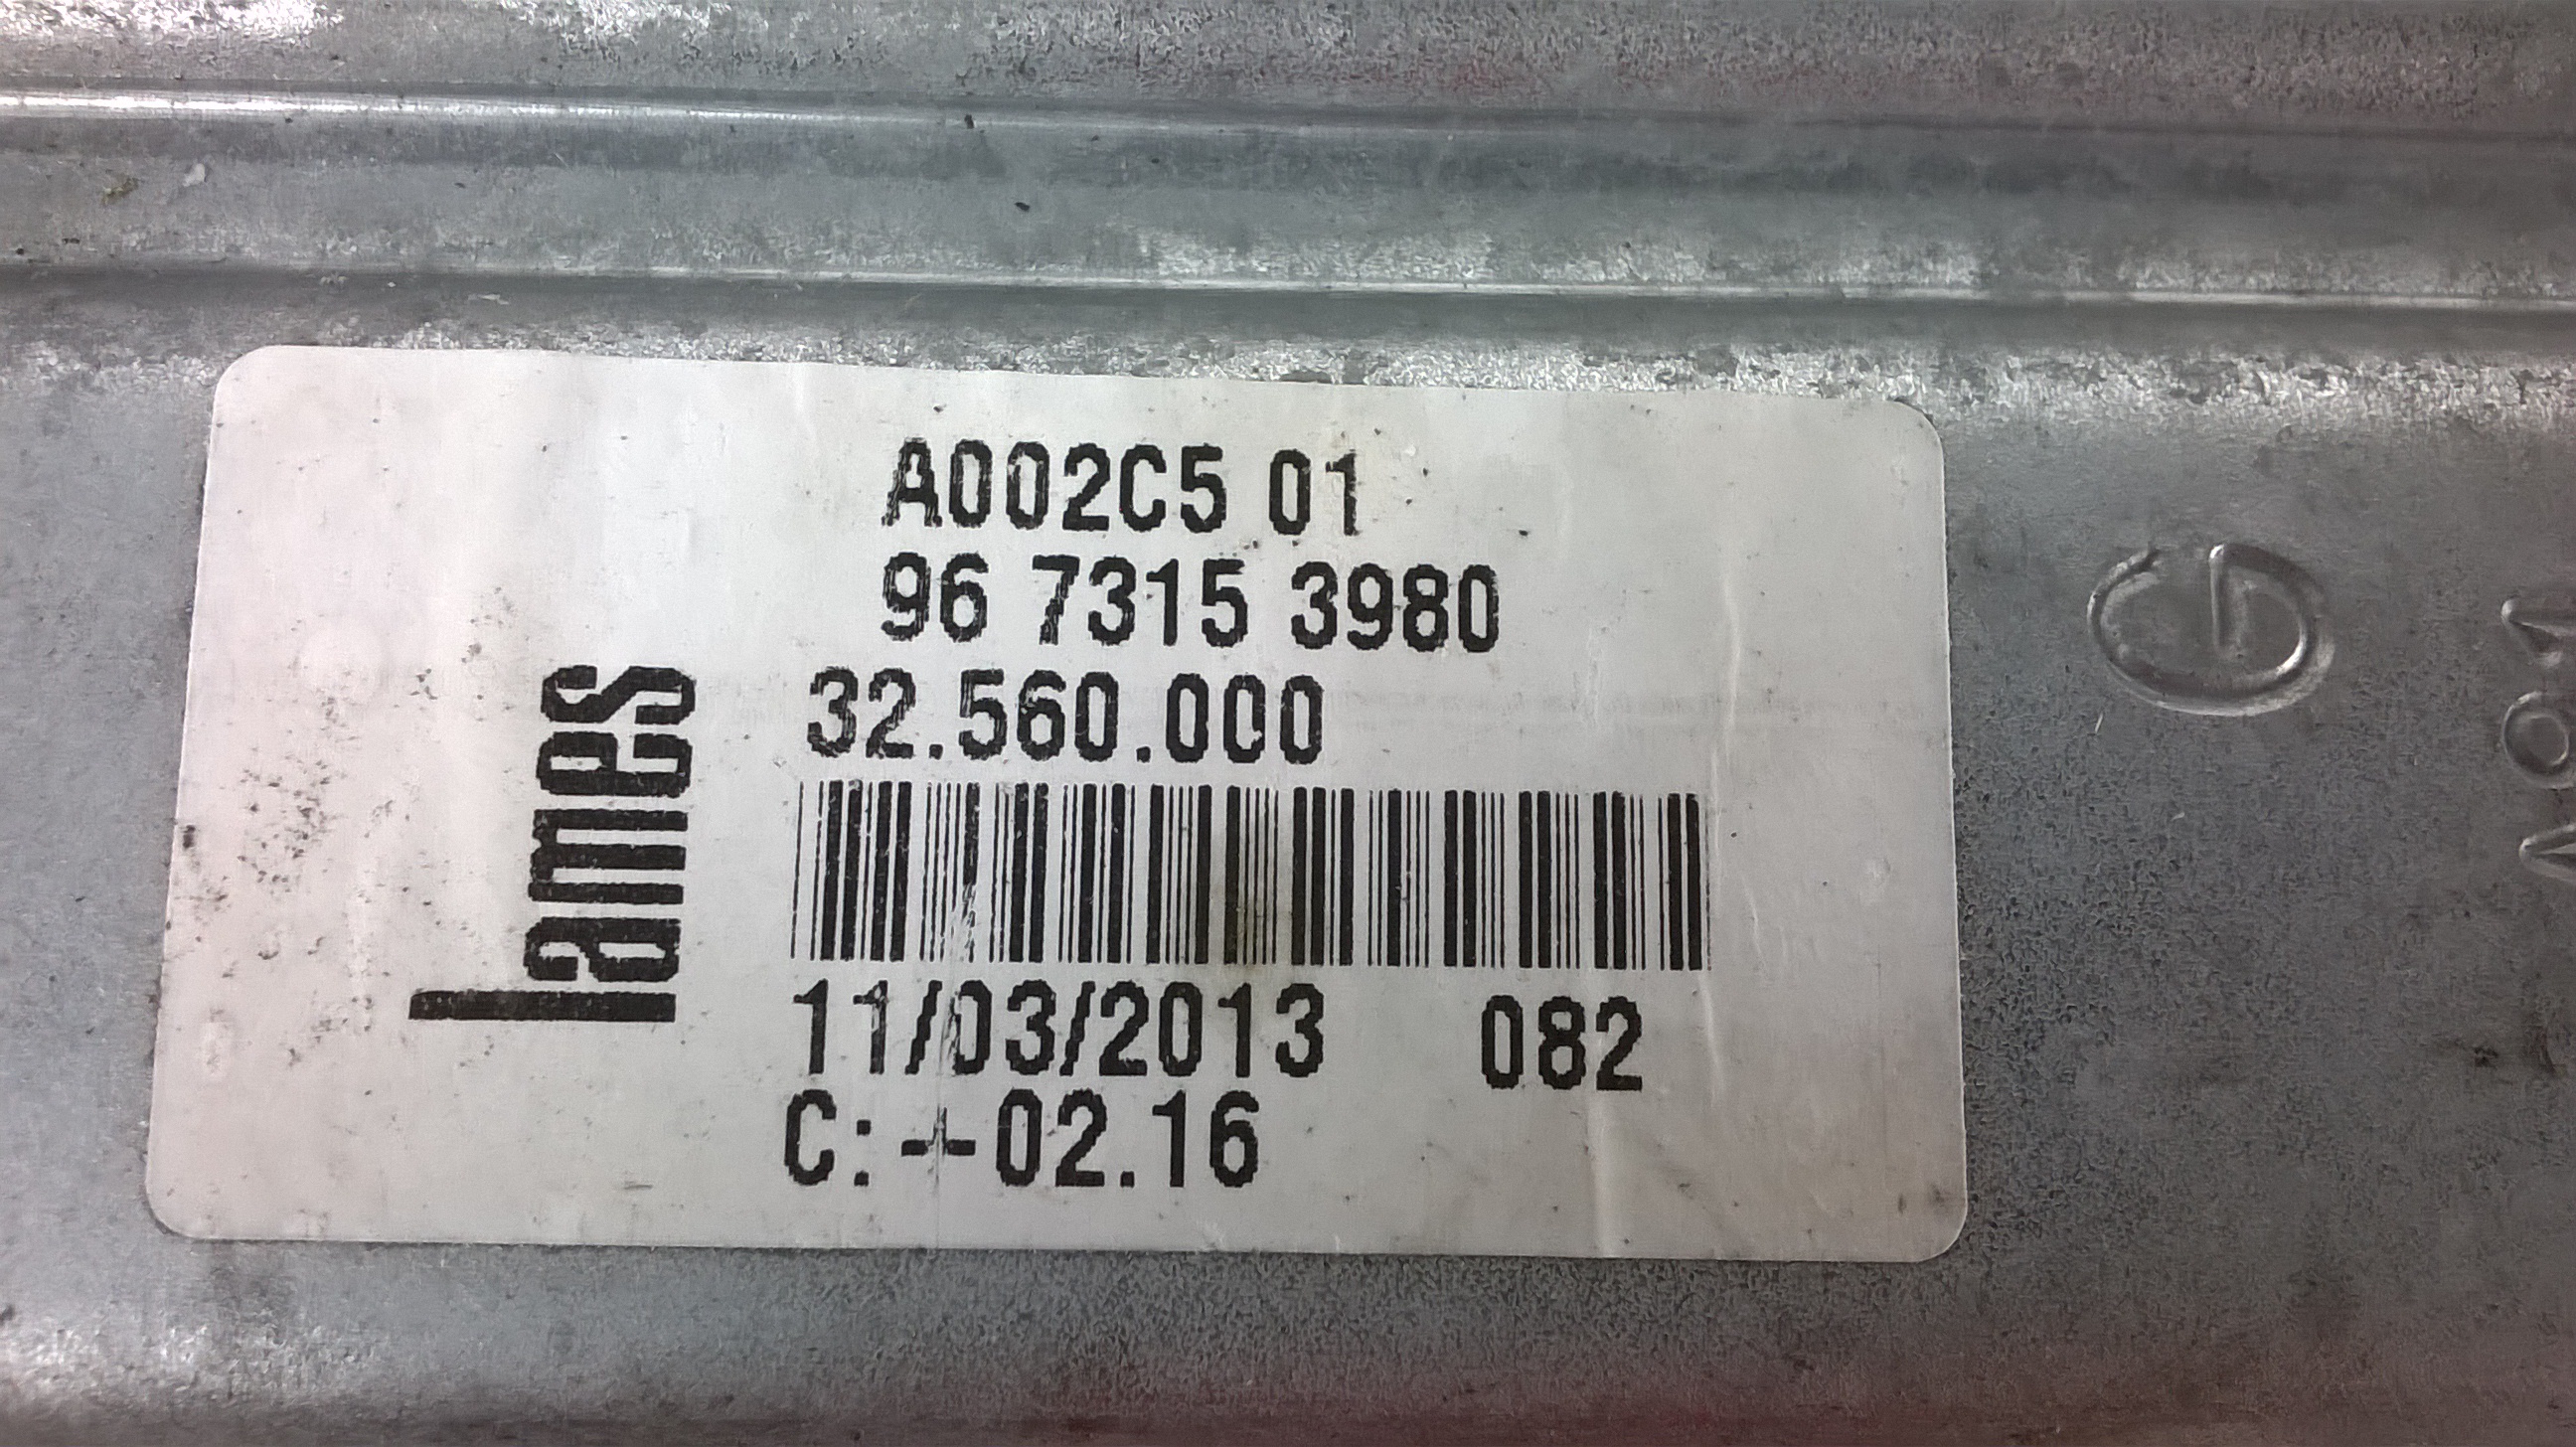 A002C5 01
96 7315 3980
32.560.000
lames
11/03/2013 082
C: +-02.16
G